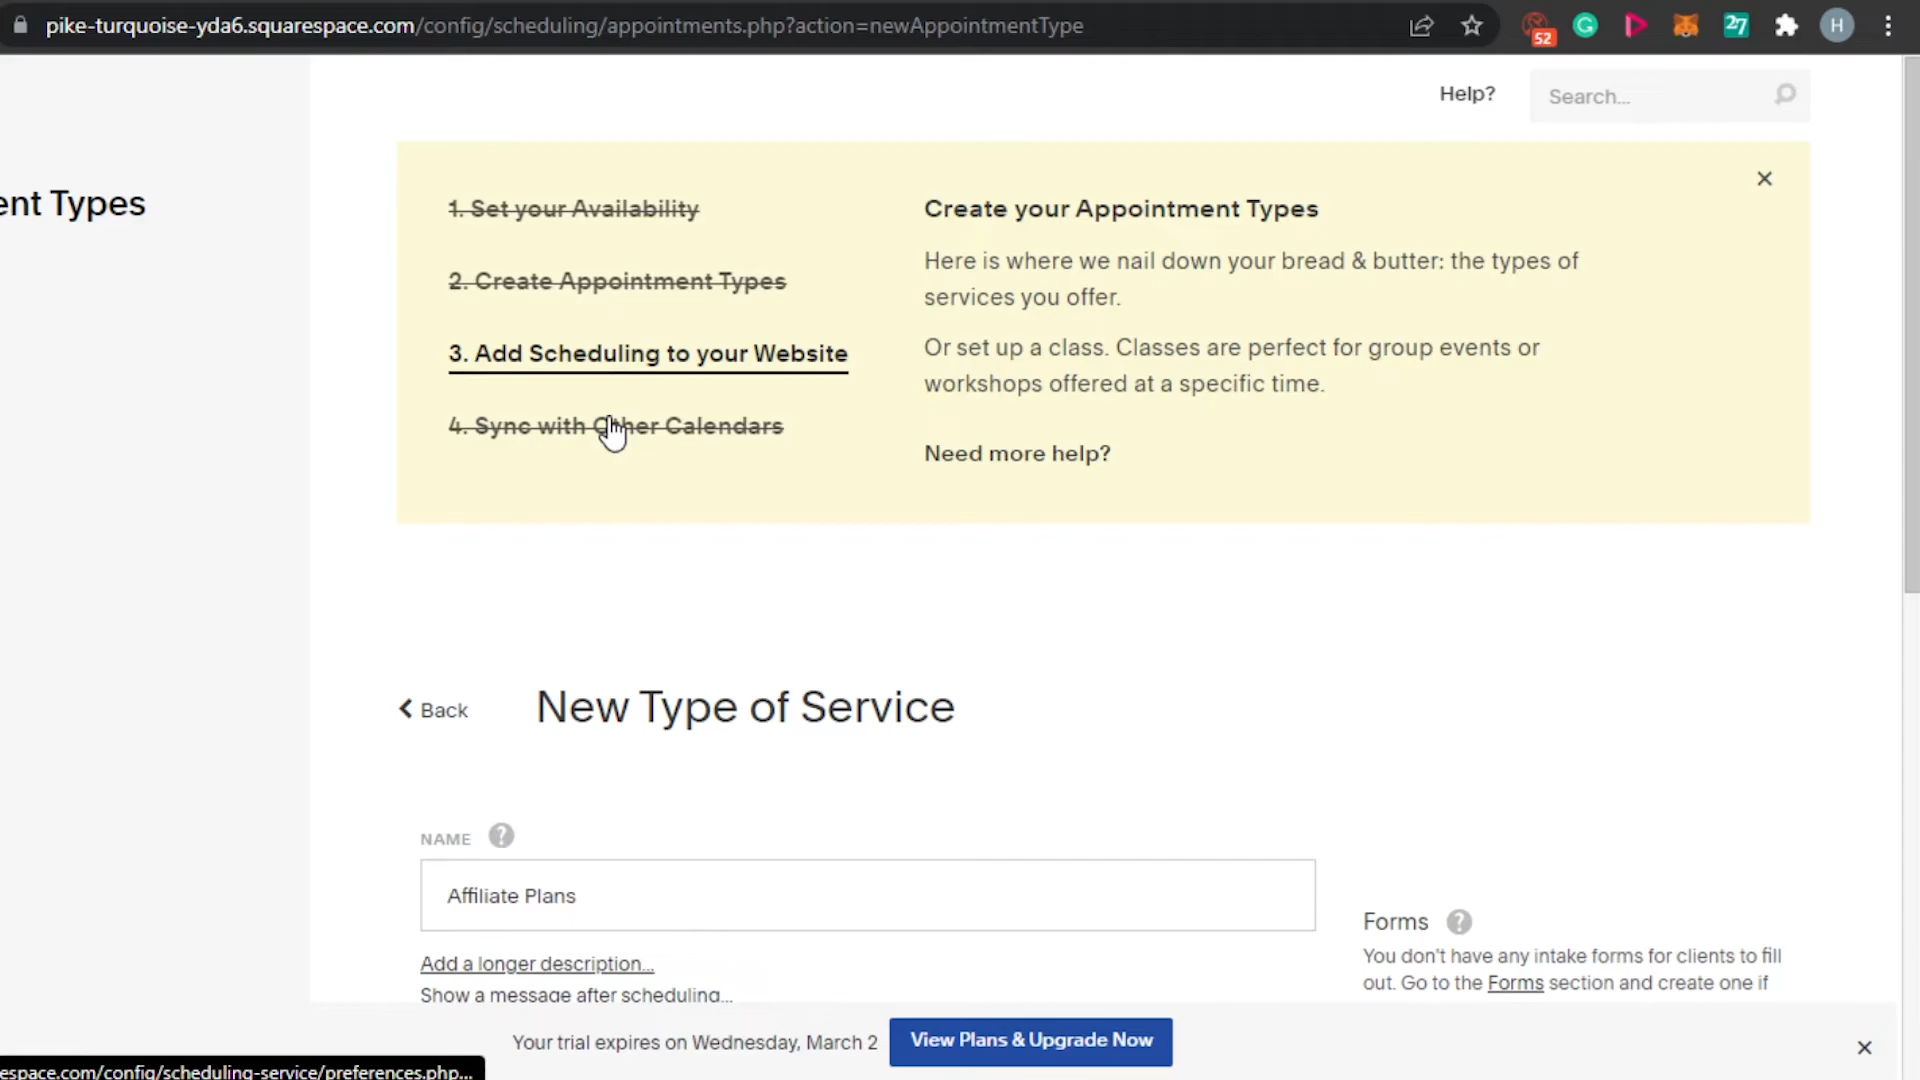 pike-turquoise-yda6.squarespace.com/config/scheduling/appointments.php?action=newAppointmentType
52
G
27
H
Help?
Search...
ent Types
1. Set your Availability
2. Create Appointment Types
3. Add Scheduling to your Website
4. Sync with Other Calendars
Create your Appointment Types
Here is where we nail down your bread & butter: the types of
services you offer.
Or set up a class. Classes are perfect for group events or
workshops offered at a specific time.
Need more help?
Back
New Type of Service
NAME
Affiliate Plans
Add a longer description...
Show a message after scheduling...
Forms
You don't have any intake forms for clients to fill
out. Go to the Forms section and create one if
Your trial expires on Wednesday, March 2
View Plans & Upgrade Now
espace.com/config/scheduling-service/preferences.php...